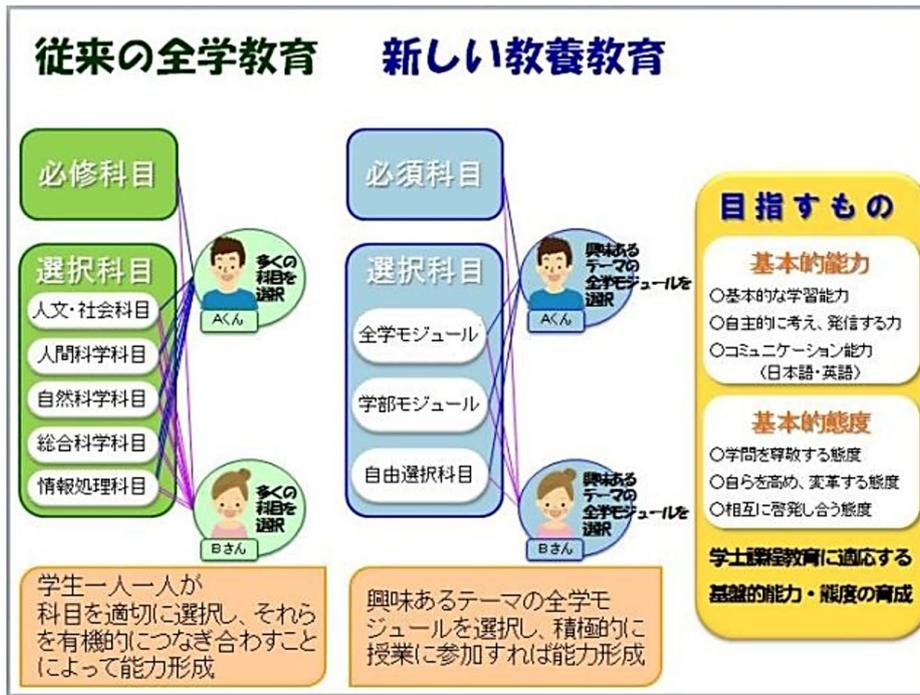 従来の全学教育
新しい教養教育
必修科目
選択科目
人文・社会科目
人間科学科目
自然科学科目
総合科学科目
情報処理科目
多くの
科目を
選択
Aくん
多くの
科目を
選択
Bさん
学生一人一人が
科目を適切に選択し、それら
を有機的につなぎ合わすこと
によって能力形成
必須科目
選択科目
全学モジュール
学部モジュール
自由選択科目
興味ある
テーマの
全学モジュールを
選択
Aくん
興味ある
テーマの
全学モジュールを
選択
Bさん
興味あるテーマの全学モ
ジュールを選択し、積極的に
授業に参加すれば能力形成
目指すもの
基本的能力
○基本的な学習能力
○自主的に考え、発信する力
○コミュニケーション能力
（日本語・英語）
基本的態度
○学問を尊敬する態度
○自らを高め、変革する態度
○相互に啓発し合う態度
学士課程教育に適応する
基盤的能力・態度の育成